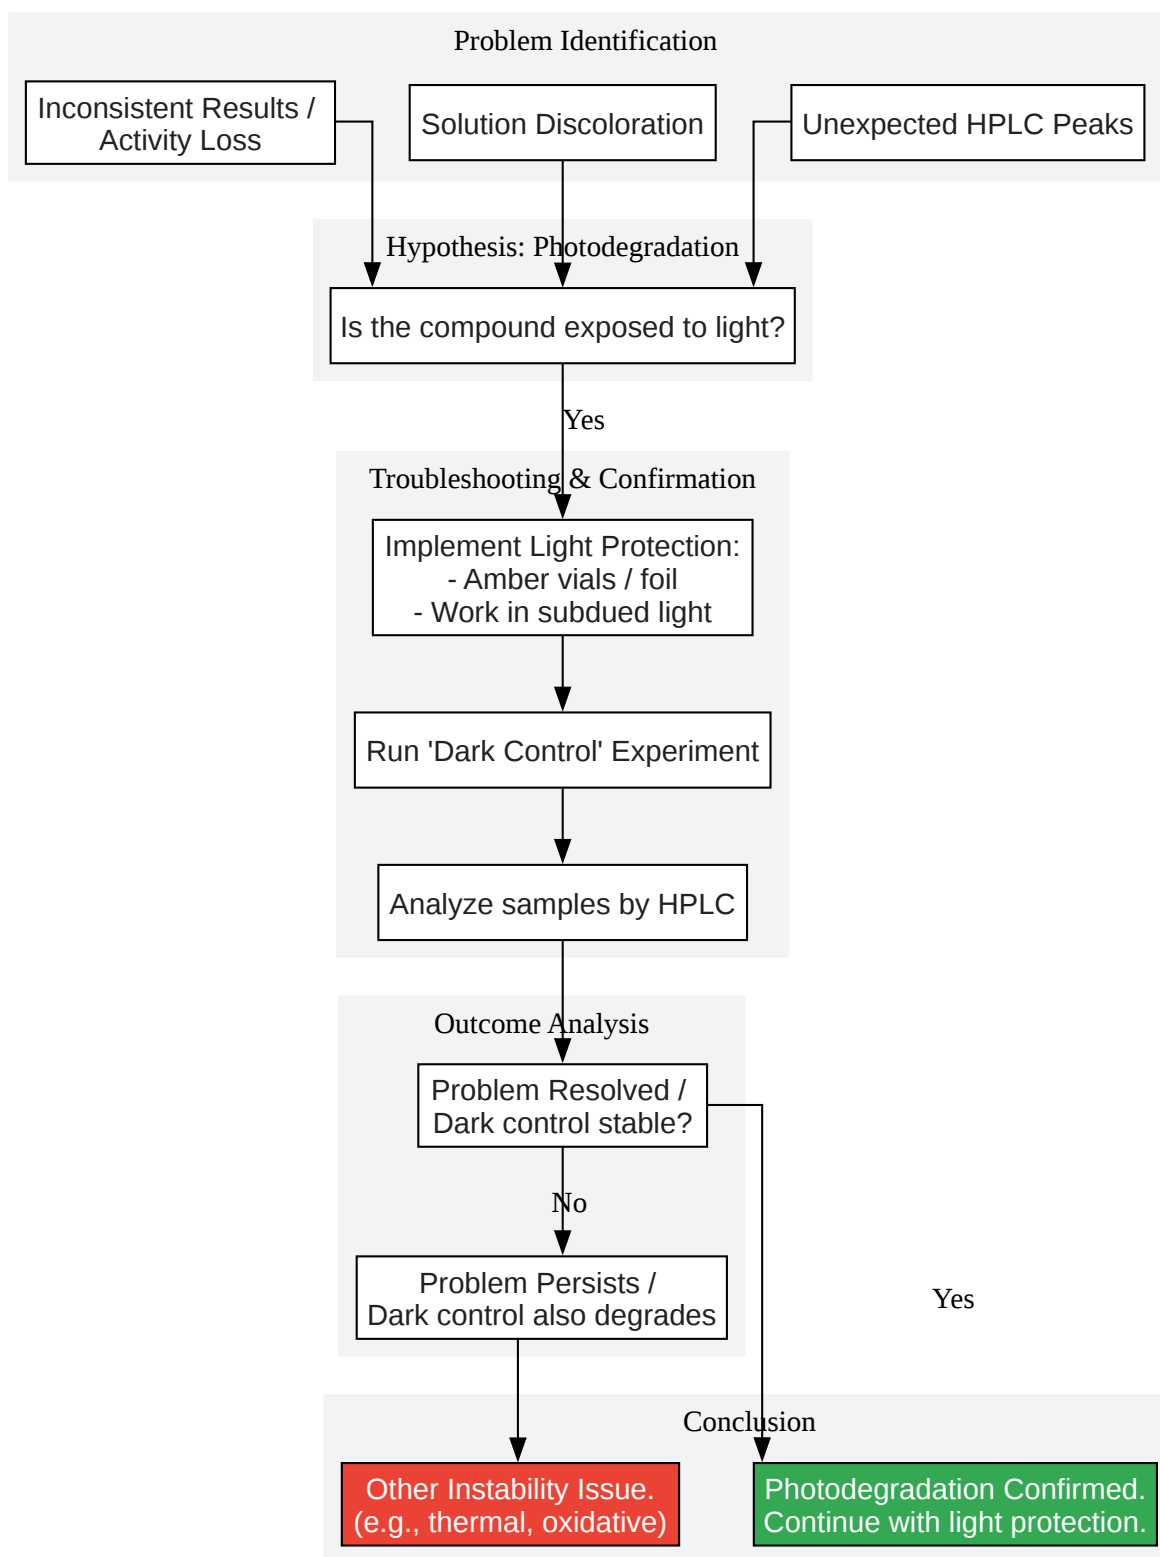 Problem Identification
Inconsistent Results /
Activity Loss
Solution Discoloration
Unexpected HPLC Peaks
Hypothesis: Photodegradation
Is the compound exposed to light?
Yes
Troubleshooting & Confirmation
Implement Light Protection:
- Amber vials / foil
- Work in subdued light
Run 'Dark Control' Experiment
Analyze samples by HPLC
Outcome Analysis
Problem Resolved /
Dark control stable?
No
Problem Persists /
Dark control also degrades
Yes
Conclusion
Other Instability Issue.
(e.g., thermal, oxidative)
Photodegradation Confirmed.
Continue with light protection.